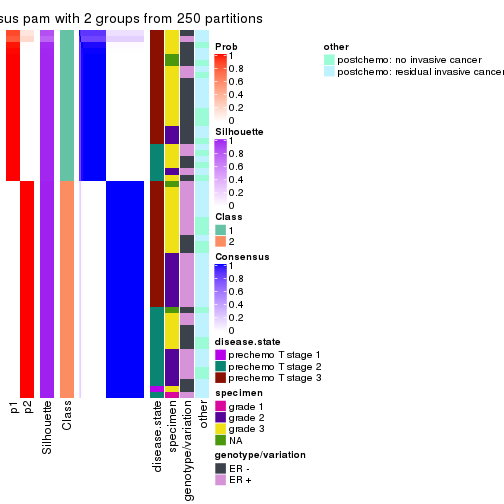 sus pam with 2 groups from 250 partitions
Prob
1
0.8
0.6
0.4
0.2
0
Silhouette
1
0.8
0.6
0.4
0.2
0
Class
1
2
Consensus
1
0.8
0.6
0.4
0.2
0
disease.state
prechemo T stage 1
prechemo T stage 2
prechemo T stage 3
specimen
grade 1
grade 2
grade 3
NA
genotype/variation
ER -
ER +
other
postchemo: no invasive cancer
postchemo: residual invasive cancer
p1
p2
Silhouette
Class
disease.state
specimen
genotype/variation
other